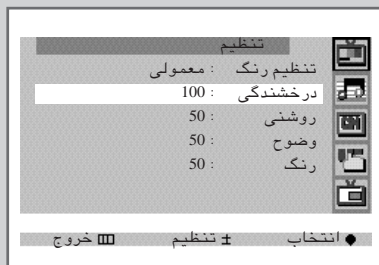 تنظیم
تنظیم رنگ : معمولی
درخشندگی : 100
روشنی : 50
وضوح : 50
رنگ : 50
انتخاب تنظیم خروج